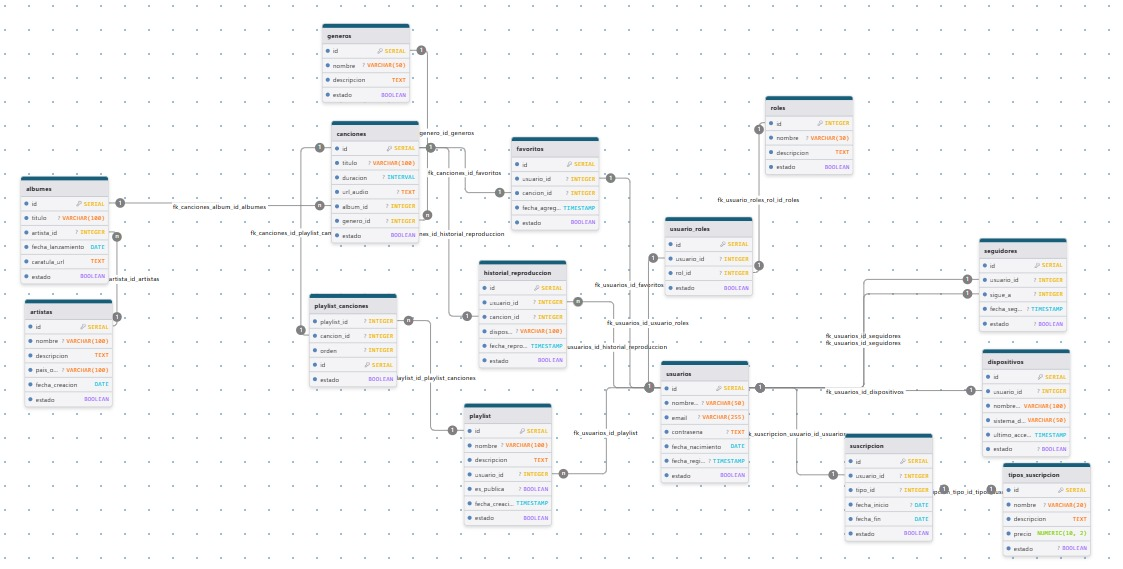 generos
id SERIAL
nombre ? VARCHAR(50)
descripcion TEXT
estado BOOLEAN
canciones
id SERIAL
titulo ? VARCHAR(100)
duracion ? INTERVAL
url_audio ? TEXT
album_id ? INTEGER
genero_id ? INTEGER
estado BOOLEAN
favoritos
id SERIAL
usuario_id ? INTEGER
cancion_id ? INTEGER
fecha_agreg... TIMESTAMP
estado BOOLEAN
roles
id INTEGER
nombre ? VARCHAR(30)
descripcion TEXT
estado BOOLEAN
albumes
id SERIAL
titulo ? VARCHAR(100)
artista_id ? INTEGER
fecha_lanzamiento DATE
caratula_url TEXT
estado BOOLEAN
artistas
id SERIAL
nombre ? VARCHAR(100)
descripcion TEXT
pais_o... VARCHAR(100)
fecha_creacion DATE
estado BOOLEAN
historial_reproduccion
id SERIAL
usuario_id ? INTEGER
cancion_id ? INTEGER
dispos... VARCHAR(100)
fecha_repro... TIMESTAMP
estado BOOLEAN
playlist_canciones
playlist_id ? INTEGER
cancion_id ? INTEGER
orden ? INTEGER
id SERIAL
estado BOOLEAN
playlist
id SERIAL
nombre ? VARCHAR(100)
descripcion TEXT
usuario_id ? INTEGER
es_publica ? BOOLEAN
fecha_creaci... TIMESTAMP
estado BOOLEAN
usuario_roles
id SERIAL
usuario_id ? INTEGER
rol_id ? INTEGER
estado BOOLEAN
usuarios
id SERIAL
nombre... VARCHAR(50)
email ? VARCHAR(255)
contrasena ? TEXT
fecha_nacimiento DATE
fecha_regi... ? TIMESTAMP
estado BOOLEAN
seguidores
id SERIAL
usuario_id ? INTEGER
sigue_a ? INTEGER
fecha_seg... ? TIMESTAMP
estado ? BOOLEAN
dispositivos
id SERIAL
usuario_id ? INTEGER
nombre... VARCHAR(100)
sistema_d... VARCHAR(50)
ultimo_acce... TIMESTAMP
estado ? BOOLEAN
suscripcion
id SERIAL
usuario_id ? INTEGER
tipo_id ? INTEGER
fecha_inicio ? DATE
fecha_fin DATE
estado BOOLEAN
tipos_suscripcion
id SERIAL
nombre ? VARCHAR(20)
descripcion TEXT
precio NUMERIC(10, 2)
estado ? BOOLEAN
genero_id_generos
fk_canciones_id_favoritos
fk_canciones_album_id_albumes
fk_canciones_id_playlist_can
nes_id_historial_reproduccion
artista_id_artistas
fk_usuario_roles_rol_id_roles
fk_usuarios_id_favoritos
fk_usuarios_id_usuario_roles
usuarios_id_historial_reproduccion
fk_usuarios_id_seguidores
fk_usuarios_id_seguidores
aylist_id_playlist_canciones
fk_usuarios_id_dispositivos
fk_usuarios_id_playlist
k_suscripcion_usuario_id_usuarios